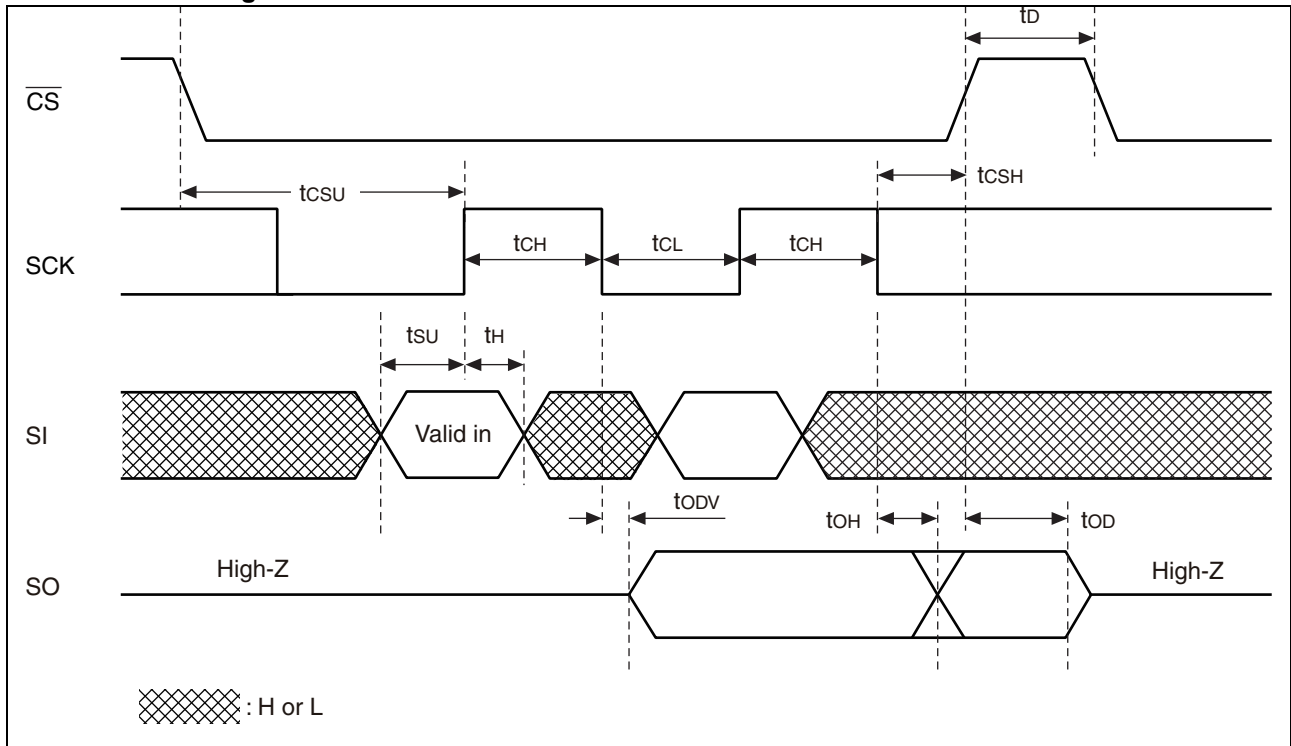 tD
CS
tCSU
tCSH
SCK
tCH
tCL
tCH
tSU
tH
SI
Valid in
tODV
tOH
tOD
SO
High-Z
High-Z
: H or L